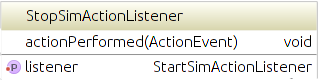 StopSimActionListener
actionPerformed(ActionEvent) void
listener StartSimActionListener